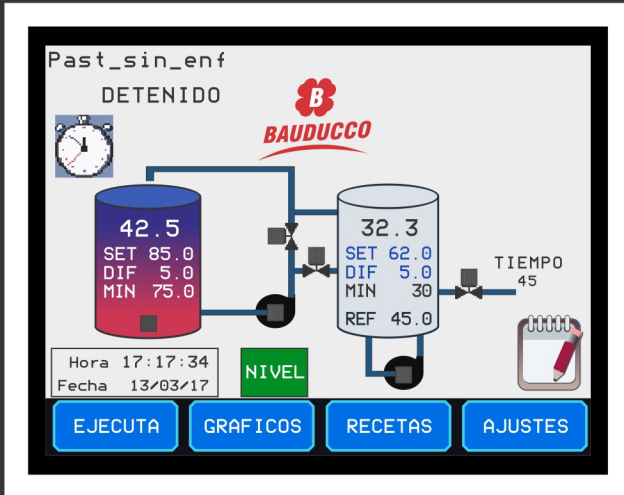 Past_sin_enf
DETENIDO
B
BAUDUCCO
42.5
SET 85.0
DIF 5.0
MIN 75.0
32.3
SET 62.0
DIF 5.0
MIN 30
REF 45.0
TIEMPO
45
Hora 17:17:34
Fecha 13/03/17
NIVEL
EJECUTA
GRAFICOS
RECETAS
AJUSTES